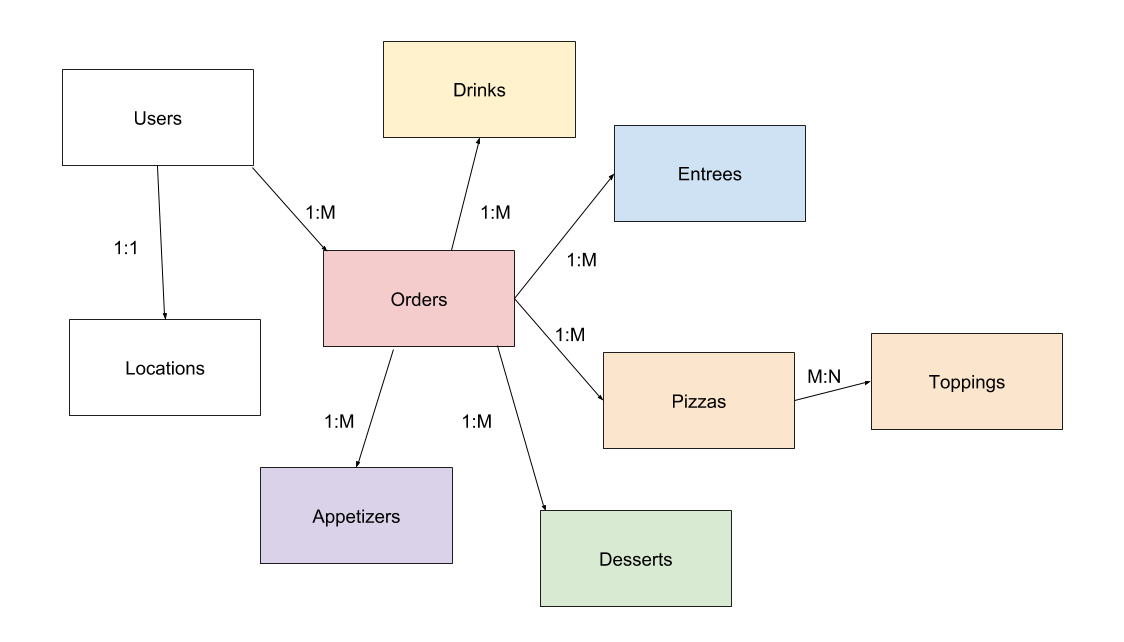 Drinks
Users
Entrees
1:M
1:M
1:1
1:M
Orders
1:M
Locations
M:N
Toppings
Pizzas
1:M
1:M
Appetizers
Desserts